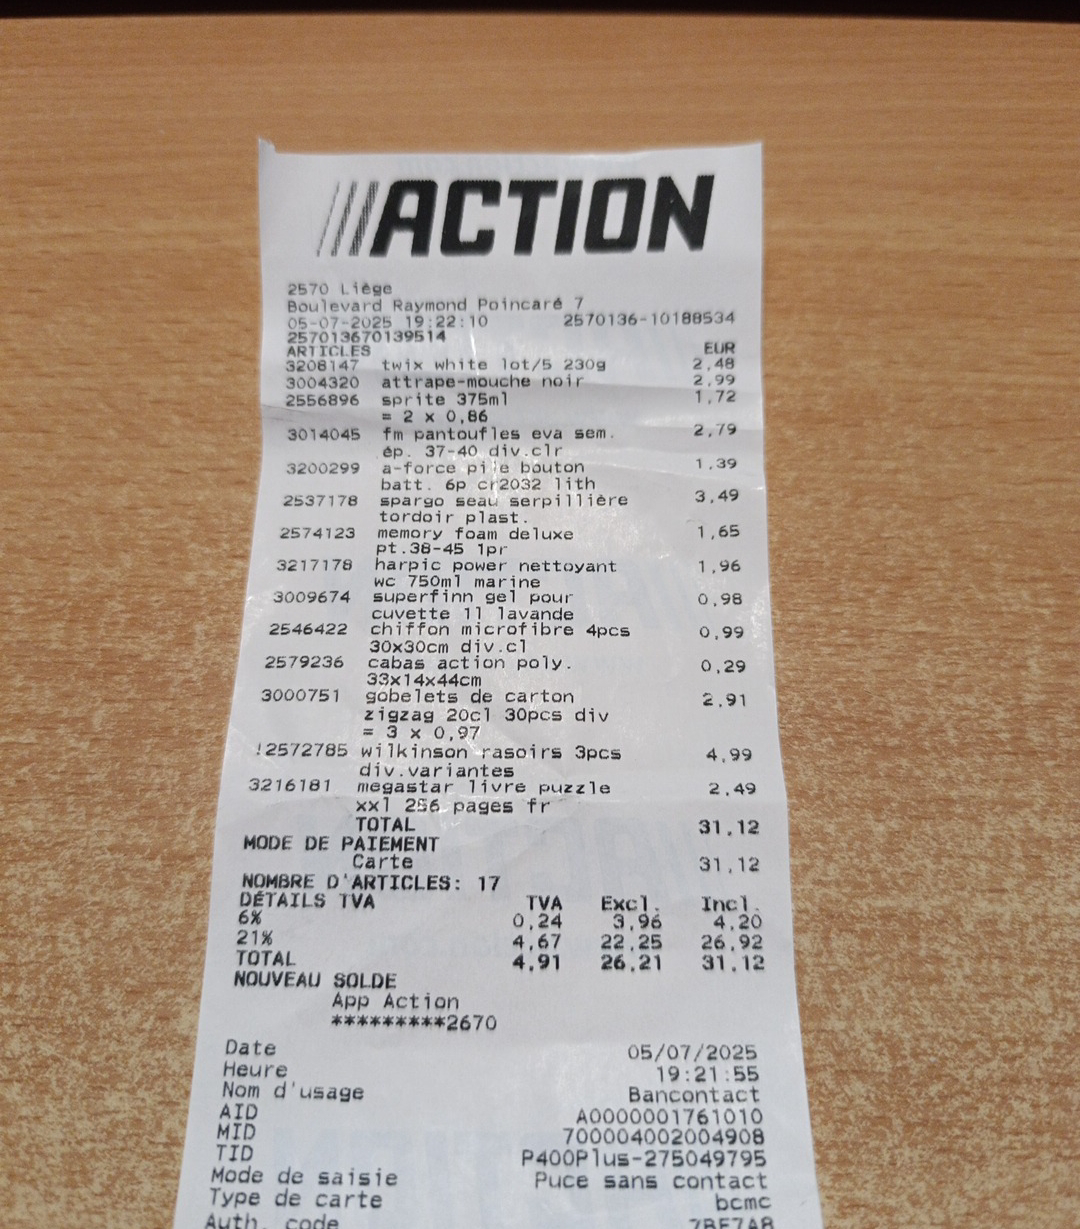 ACTION
2570 Liège
Boulevard Raymond Poincaré 7
05-07-2025 19:22:10 2570136-10188534
2570136701395​14
ARTICLES EUR
3208147 twix white lot/5 230g 2,48
3004320 attrape-mouche noir 2,99
2556896 sprite 375ml 1,72
= 2 x 0,86
3014045 fm pantoufles eva sem. 2,79
ép. 37-40 div.clr
3200299 a-force pile bouton 1,39
batt. 6p cr2032 lith
2537178 spargo seau serpillière 3,49
tordoir plast.
2574123 memory foam deluxe 1,65
pt.38-45 1pr
3217178 harpic power nettoyant 1,96
wc 750ml marine
3009674 superfinn gel pour 0,98
cuvette 1l lavande
2546422 chiffon microfibre 4pcs 0,99
30x30cm div.cl
2579236 cabas action poly. 0,29
33x14x44cm
3000751 gobelets de carton 2,91
zigzag 20cl 30pcs div
= 3 x 0,97
!2572785 wilkinson rasoirs 3pcs 4,99
div.variantes
3216181 megastar livre puzzle 2,49
xxl 256 pages fr
TOTAL 31,12
MODE DE PAIEMENT
Carte 31,12
NOMBRE D'ARTICLES: 17
DÉTAILS TVA TVA Excl. Incl.
6% 0,24 3,96 4,20
21% 4,67 22,25 26,92
TOTAL 4,91 26,21 31,12
NOUVEAU SOLDE
App Action
*********2670
Date 05/07/2025
Heure 19:21:55
Nom d'usage Bancontact
AID A0000001761010
MID 700004002004908
TID P400Plus-275049795
Mode de saisie Puce sans contact
Type de carte bcmc
Auth. code 7BE7A8